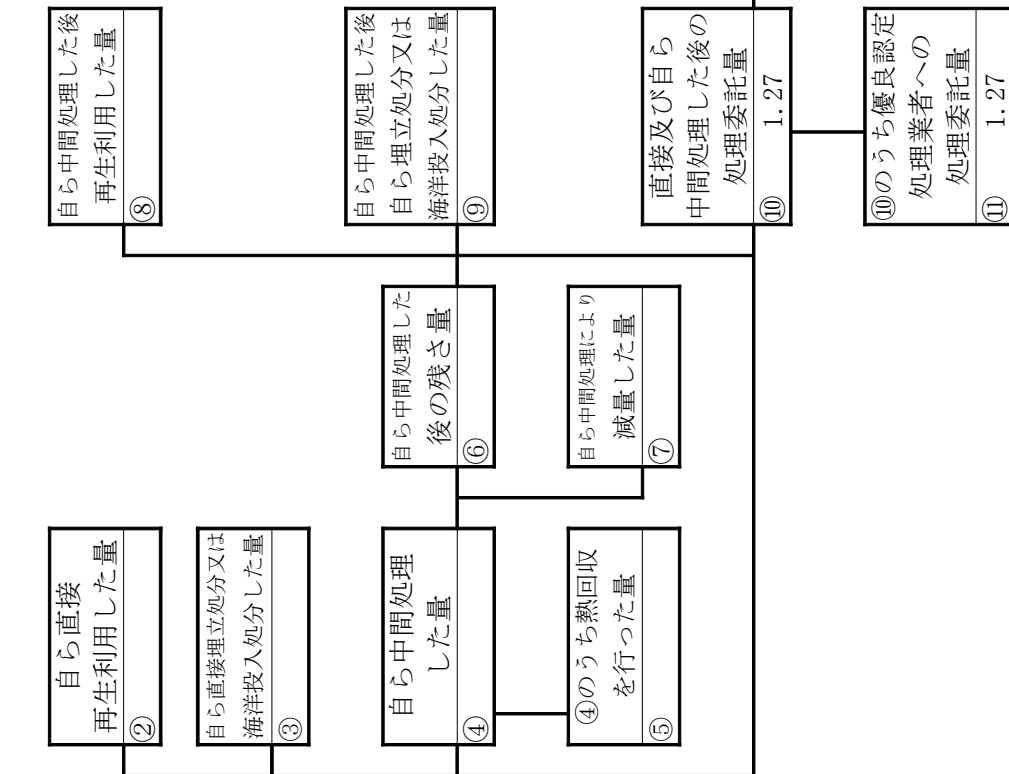 自ら直接
再生利用した量
②
自ら直接埋立処分又は
海洋投入処分した量
③
自ら中間処理
した量
④
④のうち熱回収
を行った量
⑤
自ら中間処理した
後の残さ量
⑥
自ら中間処理により
減量した量
⑦
自ら中間処理した後
再生利用した量
⑧
自ら中間処理した後
自ら埋立処分又は
海洋投入処分した量
⑨
直接及び自ら
中間処理した後の
処理委託量
⑩ 1.27
⑩のうち優良認定
処理業者への
処理委託量
⑪ 1.27